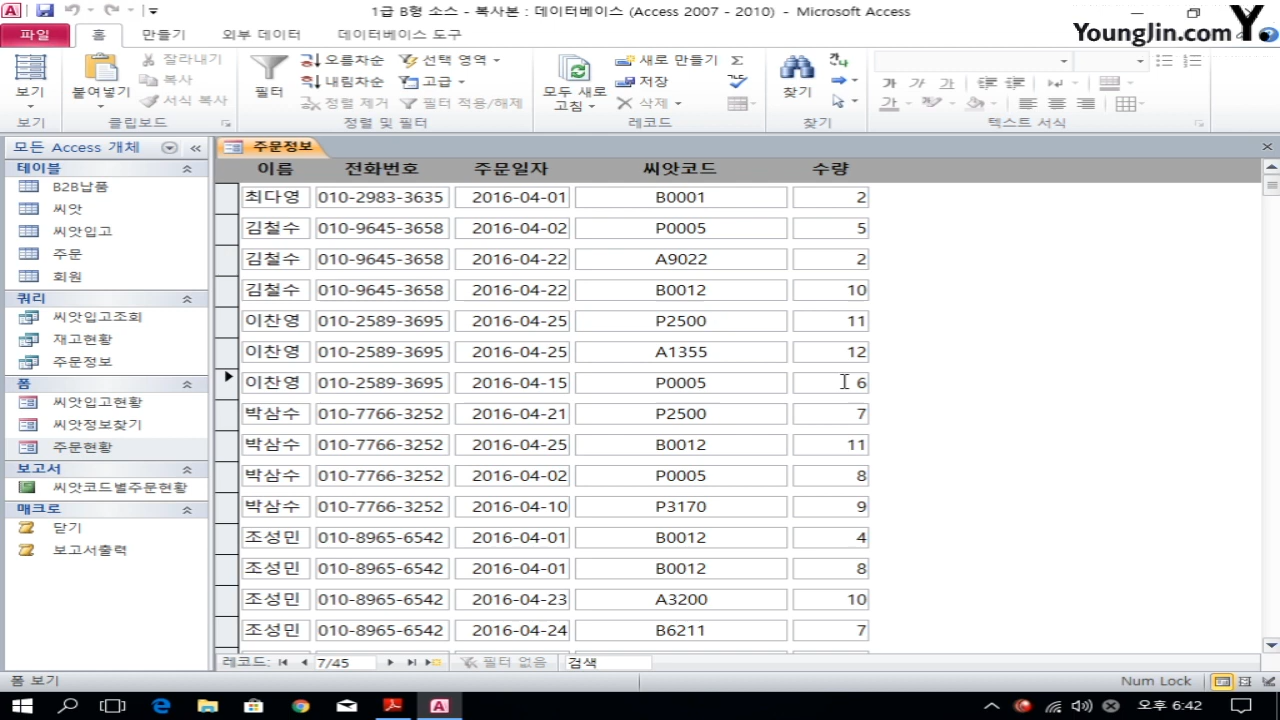 1급 B형 소스 - 복사본 : 데이터베이스 (Access 2007 - 2010) - Microsoft Access
YoungJin.com Y.
파일 홈 만들기 외부 데이터 데이터베이스 도구
잘라내기 오름차순 선택 영역 새로 만들기
복사 내림차순 고급 저장
서식 복사 정렬 제거 필터 적용/해제 삭제
보기 붙여넣기 필터 모두 새로 고침 찾기
보기 클립보드 정렬 및 필터 레코드 찾기 텍스트 서식
모든 Access 개체
테이블
B2B납품
씨앗
씨앗입고
주문
회원
쿼리
씨앗입고조회
재고현황
주문정보
폼
씨앗입고현황
씨앗정보찾기
주문현황
보고서
씨앗코드별주문현황
매크로
닫기
보고서출력
주문정보
이름 전화번호 주문일자 씨앗코드 수량
최다영 010-2983-3635 2016-04-01 B0001 2
김철수 010-9645-3658 2016-04-02 P0005 5
김철수 010-9645-3658 2016-04-22 A9022 2
김철수 010-9645-3658 2016-04-22 B0012 10
이찬영 010-2589-3695 2016-04-25 P2500 11
이찬영 010-2589-3695 2016-04-25 A1355 12
이찬영 010-2589-3695 2016-04-15 P0005 6
박삼수 010-7766-3252 2016-04-21 P2500 7
박삼수 010-7766-3252 2016-04-25 B0012 11
박삼수 010-7766-3252 2016-04-02 P0005 8
박삼수 010-7766-3252 2016-04-10 P3170 9
조성민 010-8965-6542 2016-04-01 B0012 4
조성민 010-8965-6542 2016-04-01 B0012 8
조성민 010-8965-6542 2016-04-23 A3200 10
조성민 010-8965-6542 2016-04-24 B6211 7
레코드: 7/45 필터 없음 검색
폼 보기 Num Lock
오후 6:42